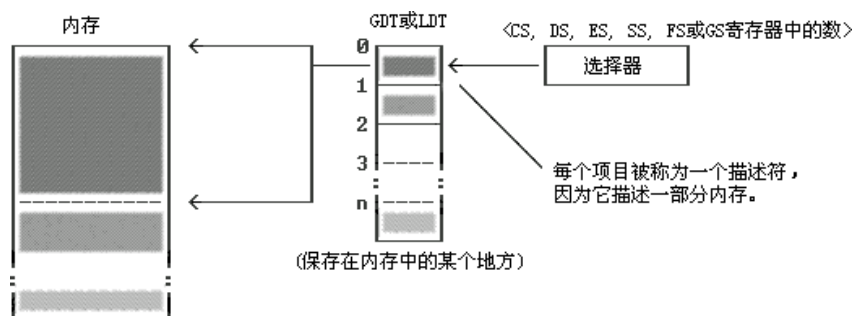 内存
GDT或LDT
<CS, DS, ES, SS, FS或GS寄存器中的数>
选择器
0
1
2
3
n
每个项目被称为一个描述符，
因为它描述一部分内存。
(保存在内存中的某个地方)